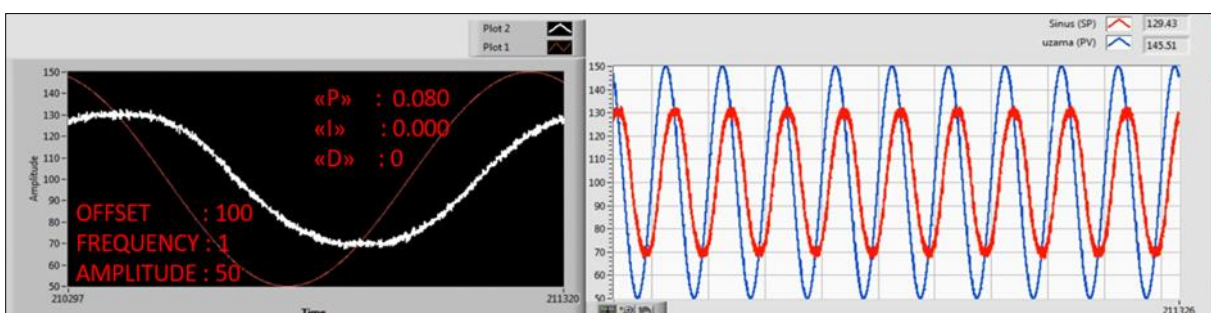 Plot 2
Plot 1
150
140
130
120
110
100
90
80
70
60
50
Amplitude
210297
211320
Time
«P» : 0.080
«I» : 0.000
«D» : 0
OFFSET : 100
FREQUENCY : 1
AMPLITUDE : 50
Sinus (SP) 129.43
uzama (PV) 145.51
150
140
130
120
110
100
90
80
70
60
50
211326